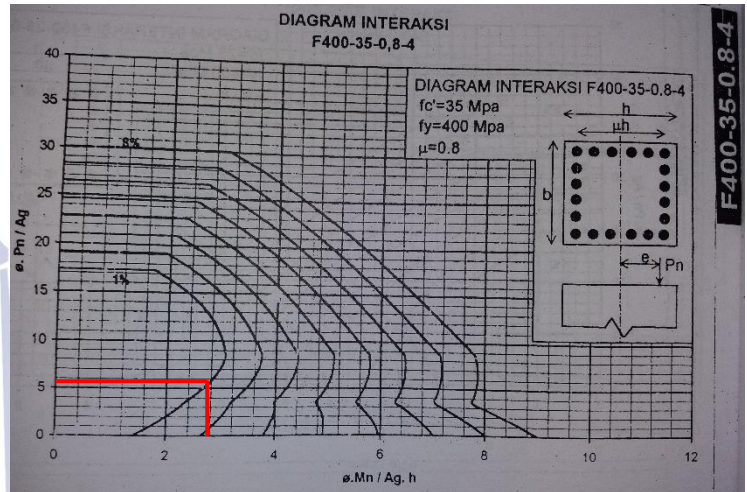 DIAGRAM INTERAKSI
F400-35-0,8-4
F400-35-0.8-4
DIAGRAM INTERAKSI F400-35-0.8-4
fc'=35 Mpa
fy=400 Mpa
μ=0.8
h
μh
b
e
Pn
8%
1%
ø. Pn / Ag
40
35
30
25
20
15
10
5
0
0 2 4 6 8 10 12
ø.Mn / Ag. h